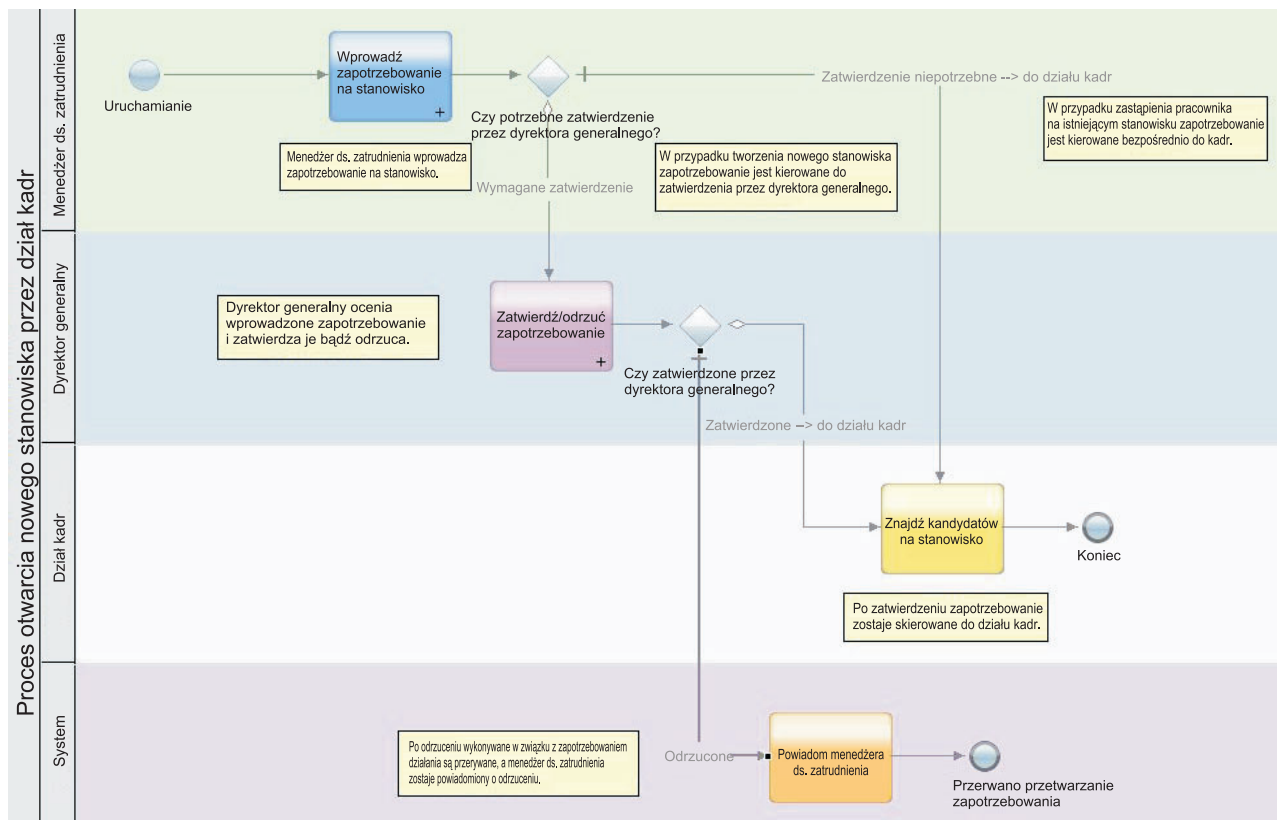 Proces otwarcia nowego stanowiska przez dział kadr
Menedżer ds. zatrudnienia
Uruchamianie
Wprowadź
zapotrzebowanie
na stanowisko
Czy potrzebne zatwierdzenie
przez dyrektora generalnego?
Zatwierdzenie niepotrzebne --> do działu kadr
W przypadku zastąpienia pracownika
na istniejącym stanowisku zapotrzebowanie
jest kierowane bezpośrednio do kadr.
Menedżer ds. zatrudnienia wprowadza
zapotrzebowanie na stanowisko.
W przypadku tworzenia nowego stanowiska
zapotrzebowanie jest kierowane do
zatwierdzenia przez dyrektora generalnego.
Wymagane zatwierdzenie
Dyrektor generalny
Dyrektor generalny ocenia
wprowadzone zapotrzebowanie
i zatwierdza je bądź odrzuca.
Zatwierdź/odrzuć
zapotrzebowanie
Czy zatwierdzone przez
dyrektora generalnego?
Zatwierdzone --> do działu kadr
Dział kadr
Znajdź kandydatów
na stanowisko
Koniec
Po zatwierdzeniu zapotrzebowanie
zostaje skierowane do działu kadr.
System
Po odrzuceniu wykonywane w związku z zapotrzebowaniem
działania są przerywane, a menedżer ds. zatrudnienia
zostaje powiadomiony o odrzuceniu.
Odrzucone
Powiadom menedżera
ds. zatrudnienia
Przerwano przetwarzanie
zapotrzebowania